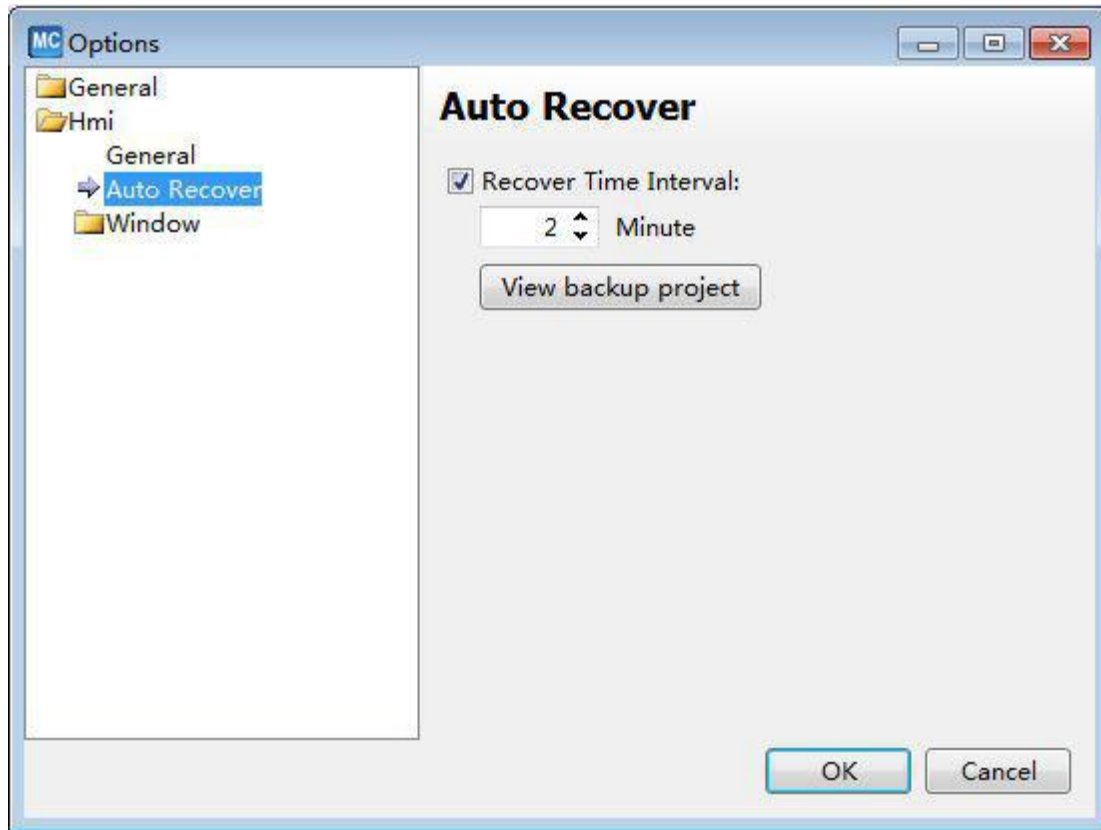 MC Options
General
Hmi
General
Auto Recover
Window
Auto Recover
Recover Time Interval:
2 Minute
View backup project
OK Cancel